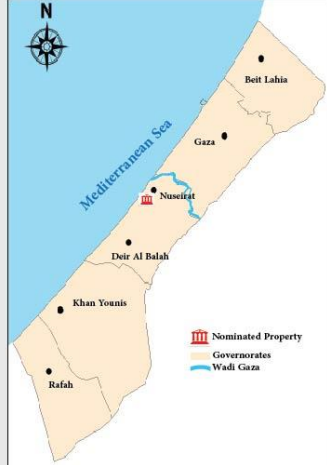 N
Beit Lahia
Gaza
Mediterranean Sea
Nuseirat
Deir Al Balah
Khan Younis
Rafah
Nominated Property
Governorates
Wadi Gaza